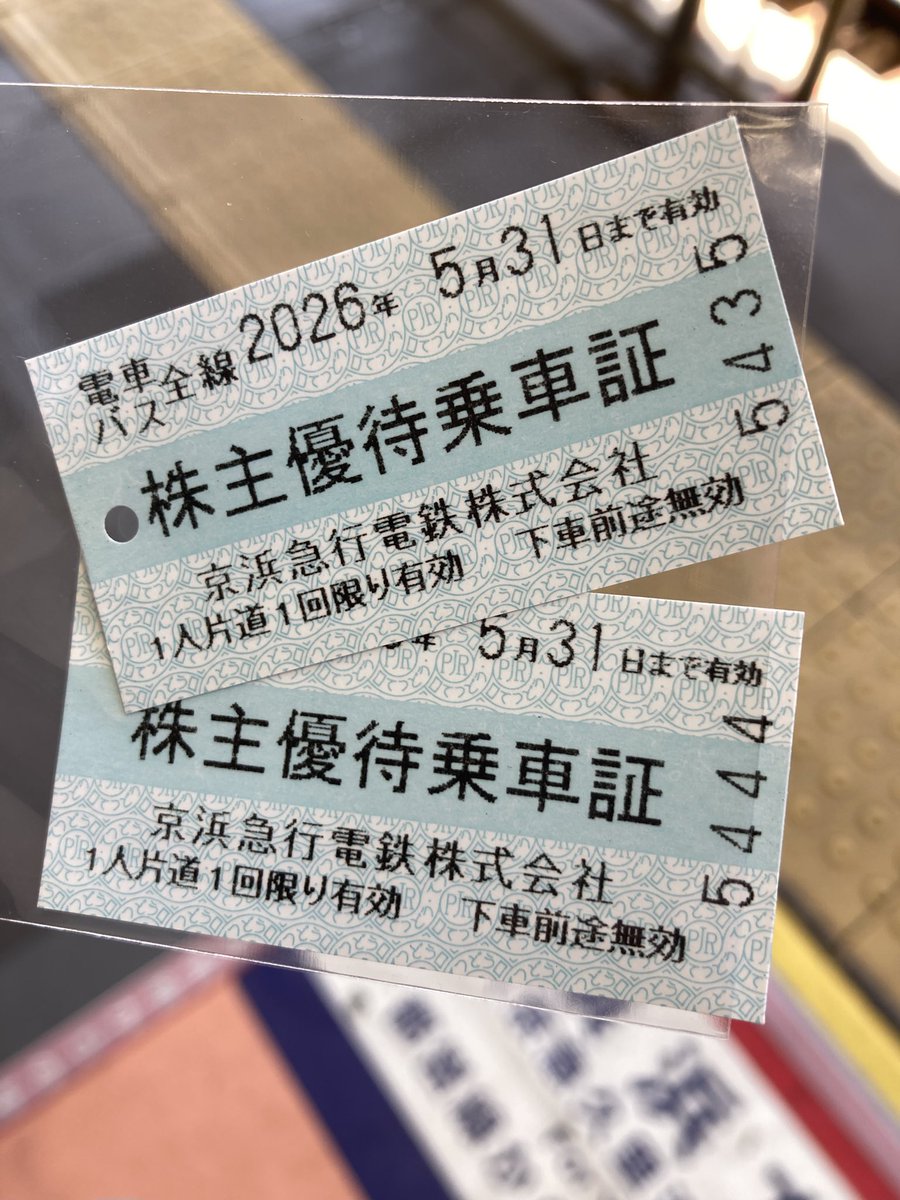 電車
バス全線 2026年 5月31日まで有効
株主優待乗車証
京浜急行電鉄株式会社
1人片道1回限り有効 下車前途無効
5435
年 5月31日まで有効
株主優待乗車証
京浜急行電鉄株式会社
1人片道1回限り有効 下車前途無効
5444
浜